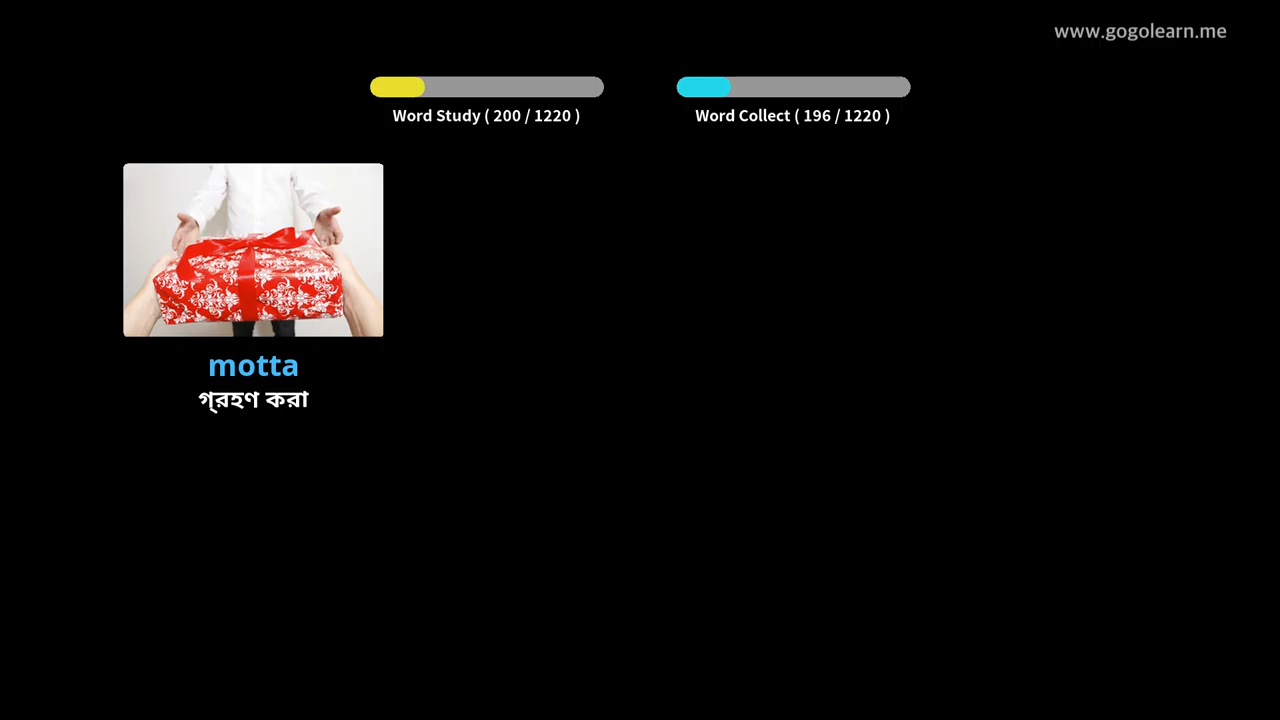 www.gogolearn.me
Word Study ( 200 / 1220 )
Word Collect ( 196 / 1220 )
motta
গ্রহণ করা